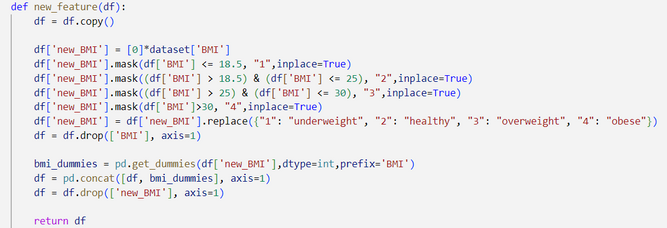 def new_feature(df):
    df = df.copy()

    df['new_BMI'] = [0]*dataset['BMI']
    df['new_BMI'].mask(df['BMI'] <= 18.5, "1",inplace=True)
    df['new_BMI'].mask((df['BMI'] > 18.5) & (df['BMI'] <= 25), "2",inplace=True)
    df['new_BMI'].mask((df['BMI'] > 25) & (df['BMI'] <= 30), "3",inplace=True)
    df['new_BMI'].mask(df['BMI']>30, "4",inplace=True)
    df['new_BMI'] = df['new_BMI'].replace({"1": "underweight", "2": "healthy", "3": "overweight", "4": "obese"})
    df = df.drop(['BMI'], axis=1)

    bmi_dummies = pd.get_dummies(df['new_BMI'],dtype=int,prefix='BMI')
    df = pd.concat([df, bmi_dummies], axis=1)
    df = df.drop(['new_BMI'], axis=1)

    return df